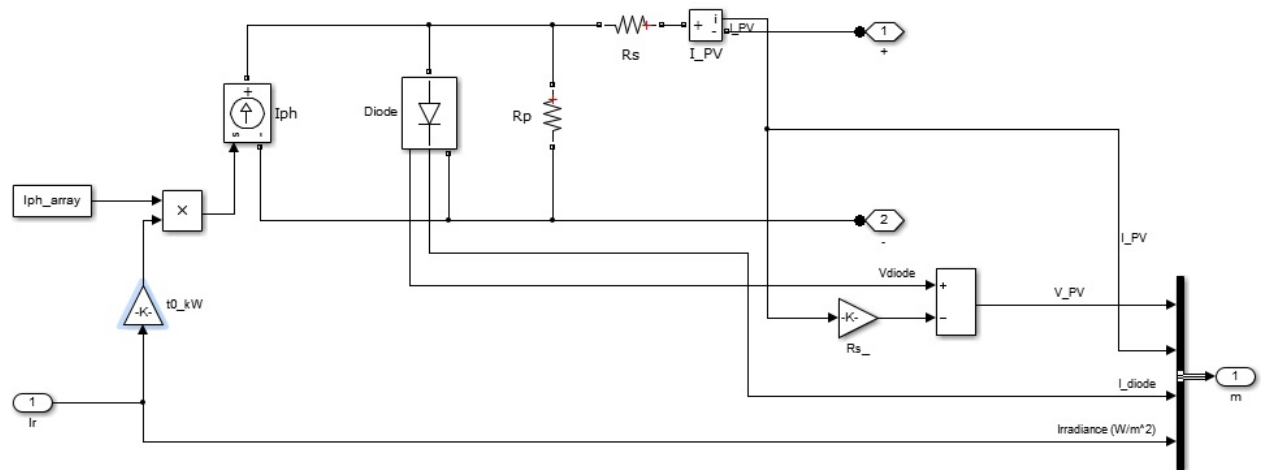 i
+
-
I_PV
1
+
Rs
I_PV
+
Iph
s
-
Diode
+
Rp
+
Iph_array
×
2
-
I_PV
Vdiode
+
-K-
t0_kW
V_PV
-K-
−
Rs_
I_diode
1
Ir
1
m
Irradiance (W/m^2)